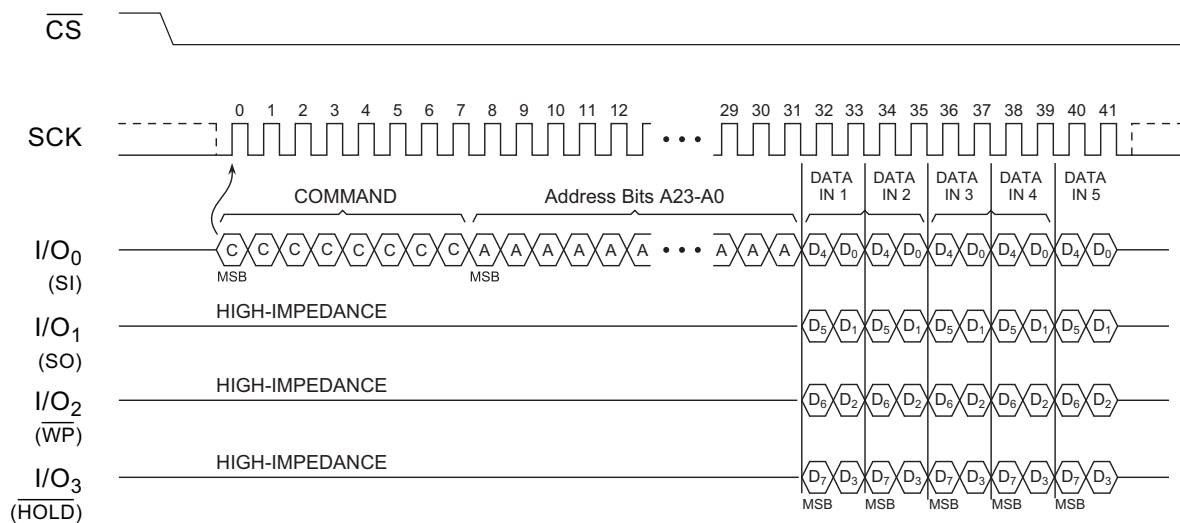 CS
0 1 2 3 4 5 6 7 8 9 10 11 12 29 30 31 32 33 34 35 36 37 38 39 40 41
SCK
•••
DATA IN 1
DATA IN 2
DATA IN 3
DATA IN 4
DATA IN 5
COMMAND
Address Bits A23-A0
I/O0
(SI)
C C C C C C C C A A A A A A ••• A A A D4 D0 D4 D0 D4 D0 D4 D0 D4 D0
MSB
MSB
HIGH-IMPEDANCE
I/O1
(SO)
D5 D1 D5 D1 D5 D1 D5 D1 D5 D1
HIGH-IMPEDANCE
I/O2
(WP)
D6 D2 D6 D2 D6 D2 D6 D2 D6 D2
HIGH-IMPEDANCE
I/O3
(HOLD)
D7 D3 D7 D3 D7 D3 D7 D3 D7 D3
MSB MSB MSB MSB MSB